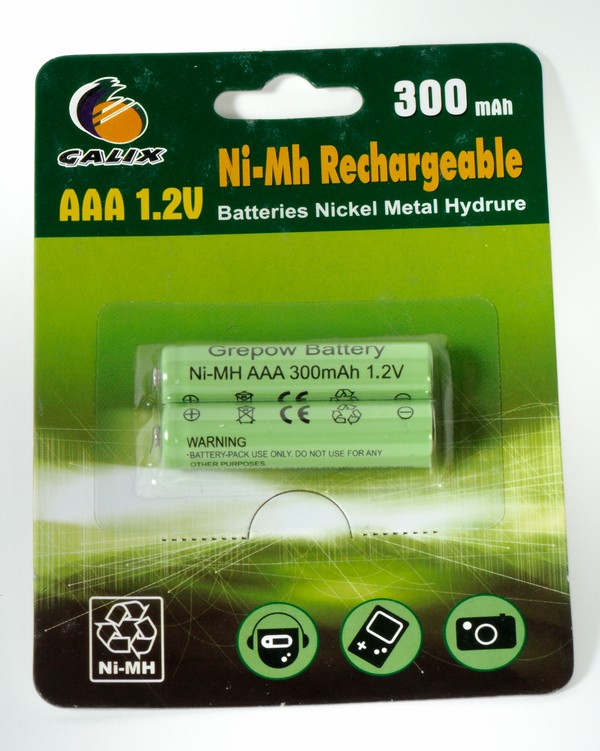 300 mAh
GALIX
Ni-Mh Rechargeable
AAA 1.2V
Batteries Nickel Metal Hydrure
Grepow Battery
Ni-MH AAA 300mAh 1.2V
CE
CE
WARNING
-BATTERY-PACK USE ONLY. DO NOT USE FOR ANY
OTHER PURPOSES
Ni-MH